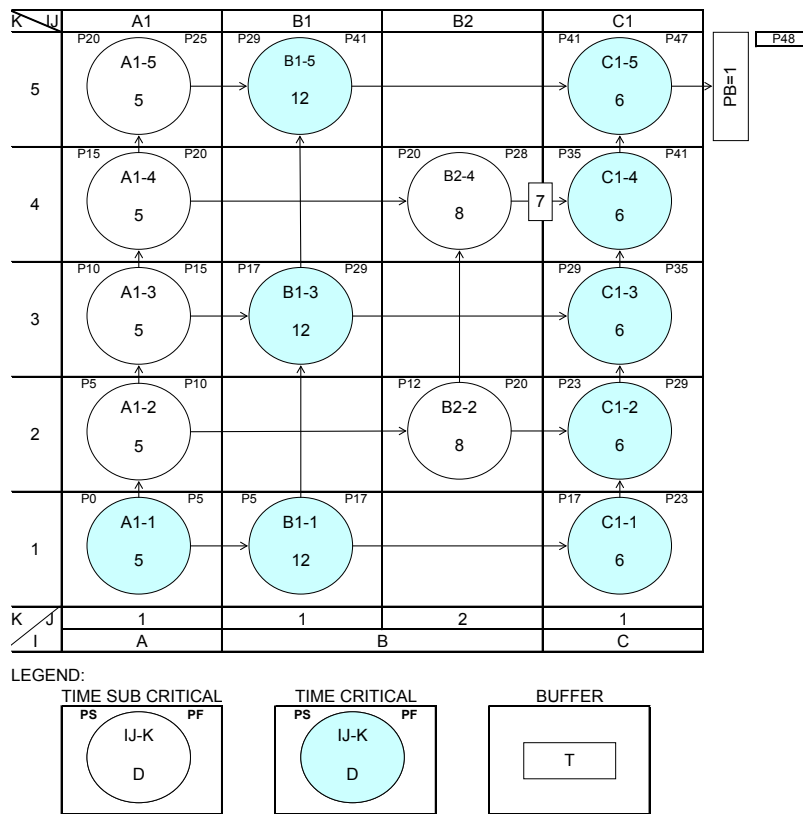 K IJ A1 B1 B2 C1
P20 P25 P29 P41 P41 P47 P48
A1-5 B1-5 C1-5
5 5 12 6 PB=1
P15 P20 P20 P28 P35 P41
A1-4 B2-4 C1-4
4 5 8 7 6
P10 P15 P17 P29 P29 P35
A1-3 B1-3 C1-3
3 5 12 6
P5 P10 P12 P20 P23 P29
A1-2 B2-2 C1-2
2 5 8 6
P0 P5 P5 P17 P17 P23
A1-1 B1-1 C1-1
1 5 12 6
K J 1 1 2 1
I A B C
LEGEND:
TIME SUB CRITICAL TIME CRITICAL BUFFER
PS PF PS PF
IJ-K IJ-K T
D D